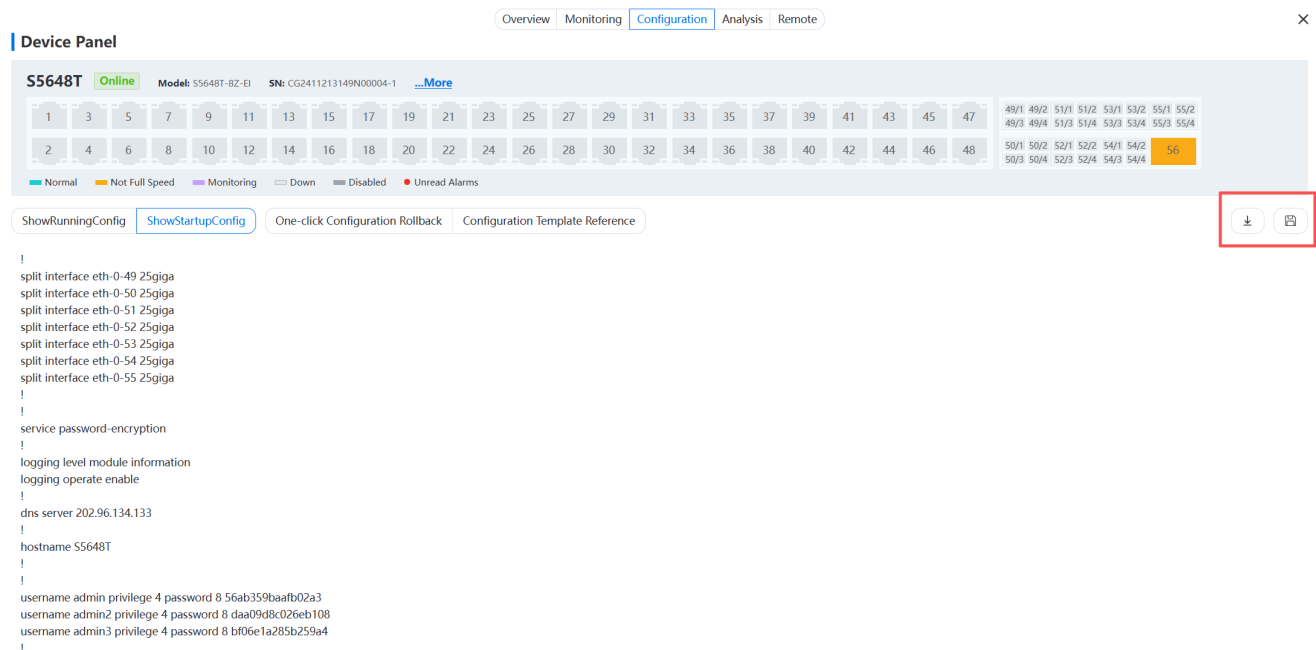 Overview Monitoring Configuration Analysis Remote
Device Panel
S5648T Online Model: S5648T-8Z-EI SN: CG2411213149N00004-1 ...More
1 3 5 7 9 11 13 15 17 19 21 23 25 27 29 31 33 35 37 39 41 43 45 47
49/1 49/2 51/1 51/2 53/1 53/2 55/1 55/2
49/3 49/4 51/3 51/4 53/3 53/4 55/3 55/4
2 4 6 8 10 12 14 16 18 20 22 24 26 28 30 32 34 36 38 40 42 44 46 48
50/1 50/2 52/1 52/2 54/1 54/2
50/3 50/4 52/3 52/4 54/3 54/4
56
Normal Not Full Speed Monitoring Down Disabled Unread Alarms
ShowRunningConfig ShowStartupConfig One-click Configuration Rollback Configuration Template Reference
!
split interface eth-0-49 25giga
split interface eth-0-50 25giga
split interface eth-0-51 25giga
split interface eth-0-52 25giga
split interface eth-0-53 25giga
split interface eth-0-54 25giga
split interface eth-0-55 25giga
!
!
service password-encryption
!
logging level module information
logging operate enable
!
dns server 202.96.134.133
!
hostname S5648T
!
!
username admin privilege 4 password 8 56ab359baafb02a3
username admin2 privilege 4 password 8 daa09d8c026eb108
username admin3 privilege 4 password 8 bf06e1a285b259a4
!